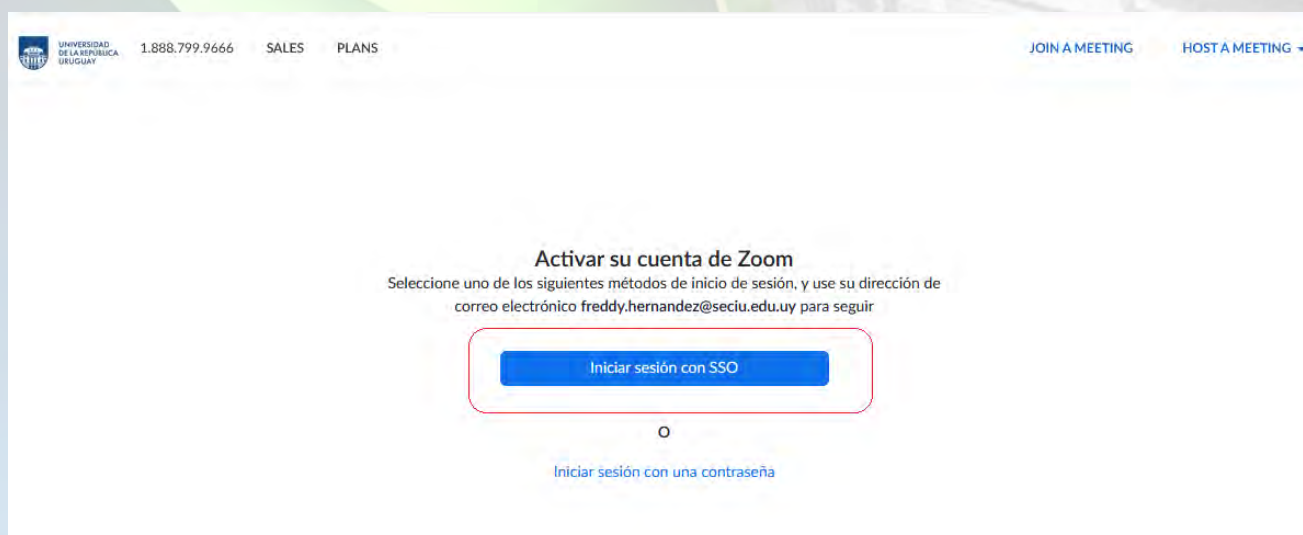 UNIVERSIDAD
DE LA REPÚBLICA
URUGUAY
1.888.799.9666 SALES PLANS JOIN A MEETING HOST A MEETING
Activar su cuenta de Zoom
Seleccione uno de los siguientes métodos de inicio de sesión, y use su dirección de
correo electrónico freddy.hernandez@seciu.edu.uy para seguir
Iniciar sesión con SSO
O
Iniciar sesión con una contraseña